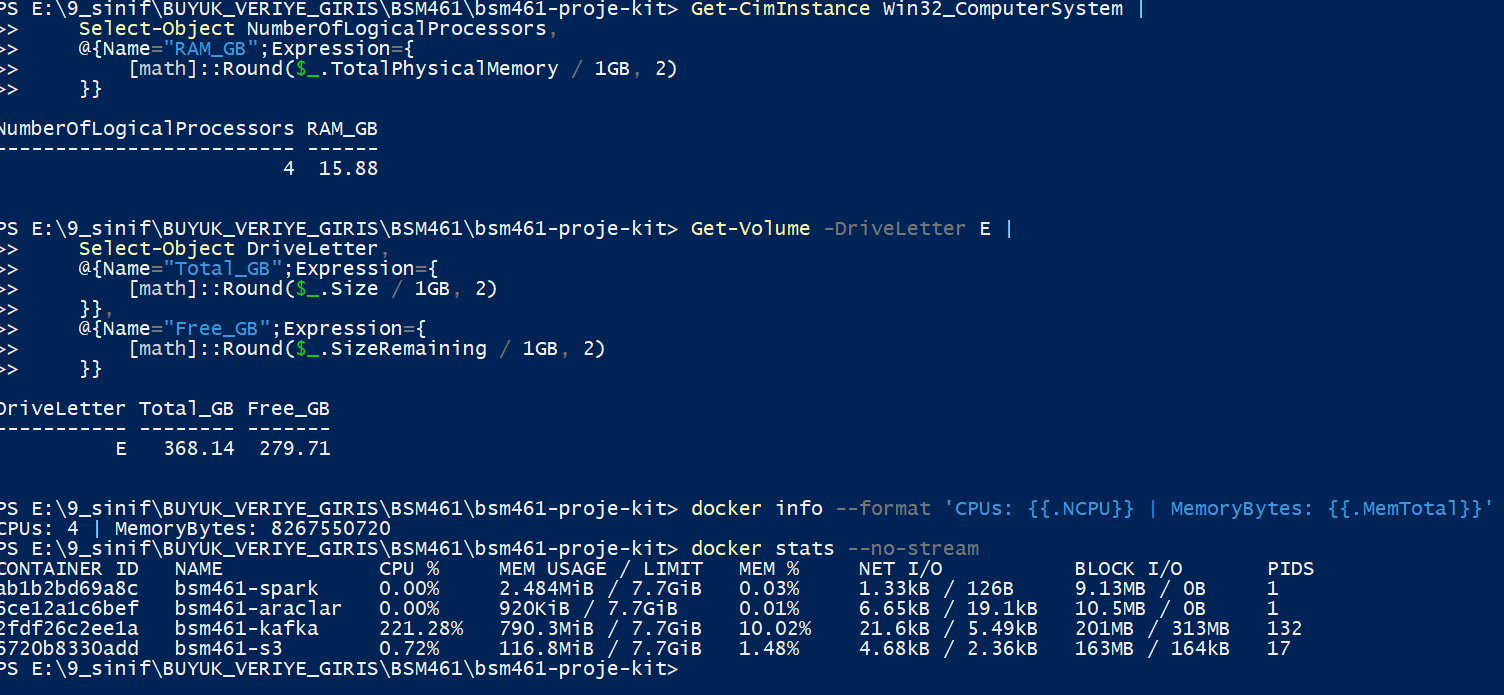 PS E:\9_sinif\BUYUK_VERIYE_GIRIS\BSM461\bsm461-proje-kit> Get-CimInstance Win32_ComputerSystem |
>>     Select-Object NumberOfLogicalProcessors,
>>     @{Name="RAM_GB";Expression={
>>         [math]::Round($_.TotalPhysicalMemory / 1GB, 2)
>>     }}
NumberOfLogicalProcessors RAM_GB
------------------------- ------
                        4  15.88
PS E:\9_sinif\BUYUK_VERIYE_GIRIS\BSM461\bsm461-proje-kit> Get-Volume -DriveLetter E |
>>     Select-Object DriveLetter,
>>     @{Name="Total_GB";Expression={
>>         [math]::Round($_.Size / 1GB, 2)
>>     }},
>>     @{Name="Free_GB";Expression={
>>         [math]::Round($_.SizeRemaining / 1GB, 2)
>>     }}
DriveLetter Total_GB Free_GB
----------- -------- -------
          E   368.14  279.71
PS E:\9_sinif\BUYUK_VERIYE_GIRIS\BSM461\bsm461-proje-kit> docker info --format 'CPUs: {{.NCPU}} | MemoryBytes: {{.MemTotal}}'
CPUs: 4 | MemoryBytes: 8267550720
PS E:\9_sinif\BUYUK_VERIYE_GIRIS\BSM461\bsm461-proje-kit> docker stats --no-stream
CONTAINER ID   NAME             CPU %     MEM USAGE / LIMIT   MEM %     NET I/O           BLOCK I/O         PIDS
ab1b2bd69a8c   bsm461-spark     0.00%     2.484MiB / 7.7GiB   0.03%     1.33kB / 126B     9.13MB / 0B       1
6ce12a1c6bef   bsm461-araclar   0.00%     920KiB / 7.7GiB     0.01%     6.65kB / 19.1kB   10.5MB / 0B       1
2fdf26c2ee1a   bsm461-kafka     221.28%   790.3MiB / 7.7GiB   10.02%    21.6kB / 5.49kB   201MB / 313MB     132
6720b8330add   bsm461-s3        0.72%     116.8MiB / 7.7GiB   1.48%     4.68kB / 2.36kB   163MB / 164kB     17
PS E:\9_sinif\BUYUK_VERIYE_GIRIS\BSM461\bsm461-proje-kit>